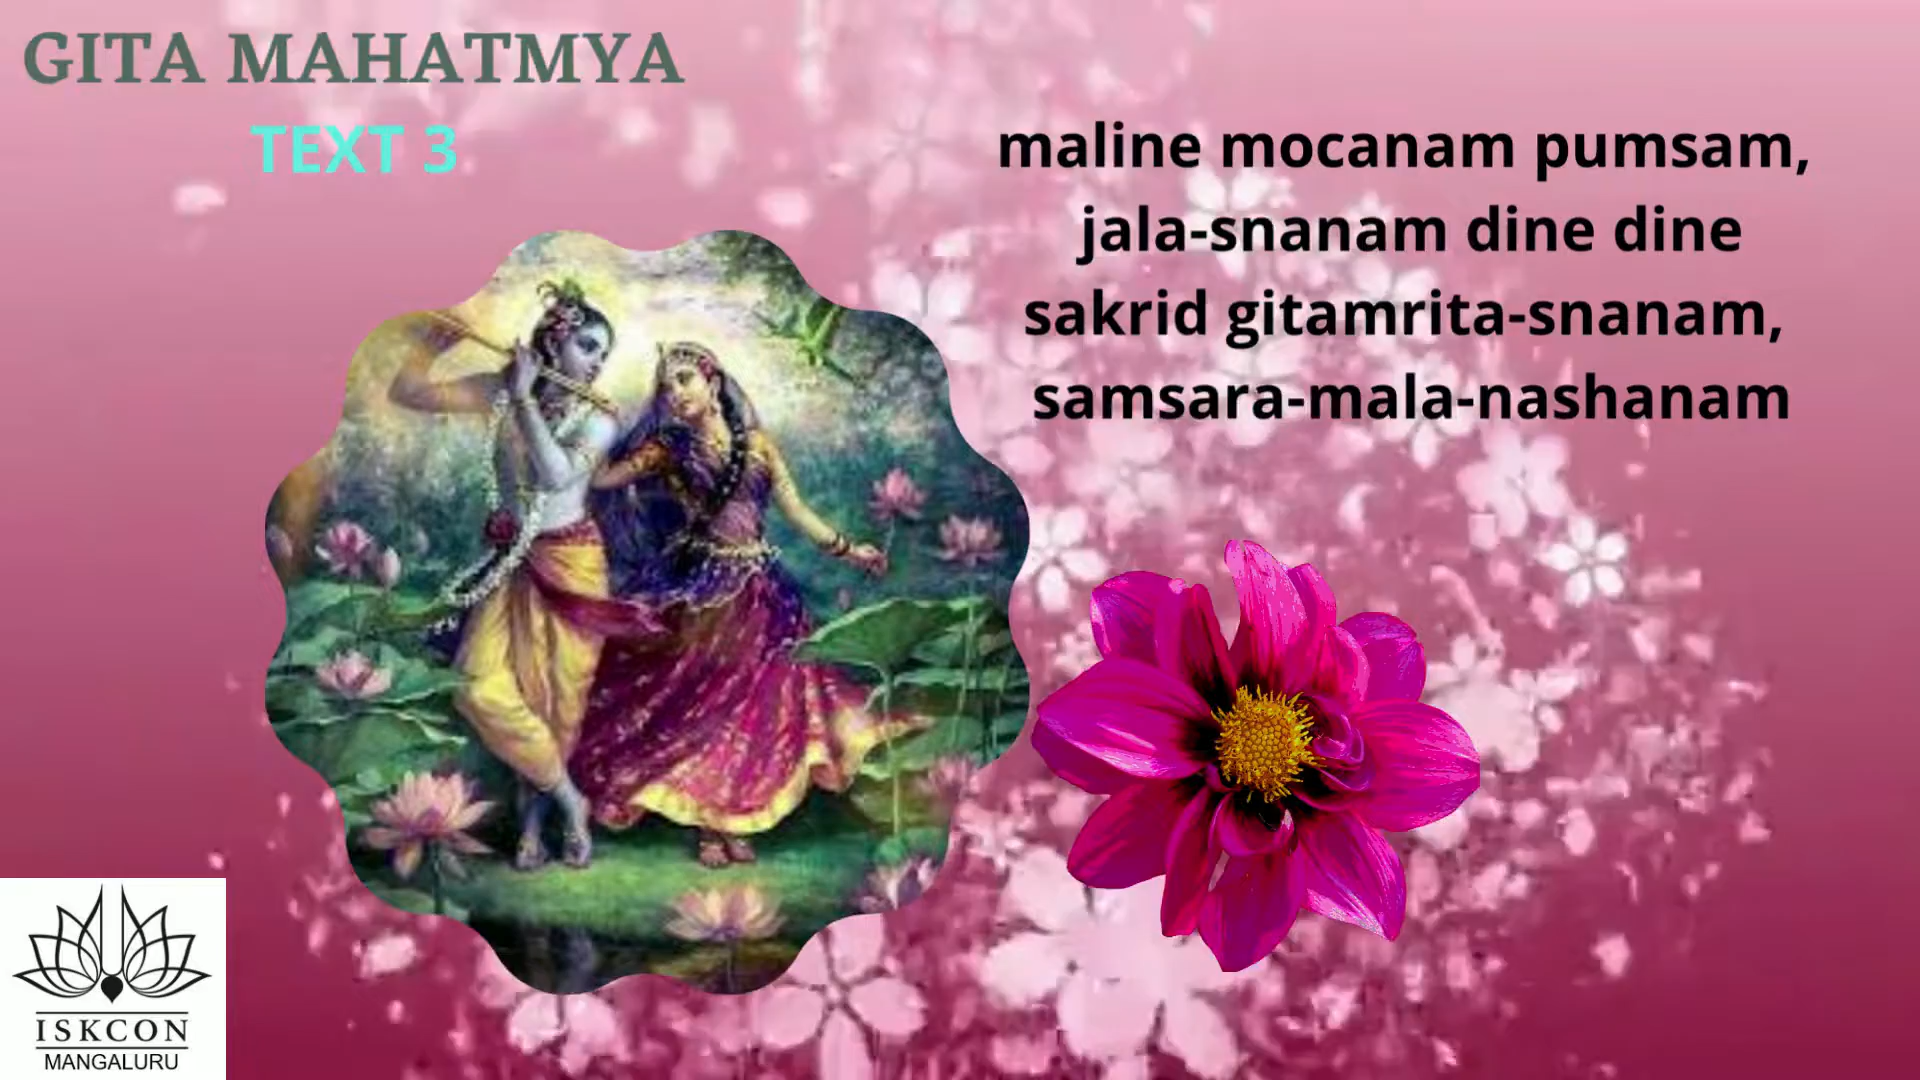 GITA MAHATMYA
TEXT 3
maline mocanam pumsam,
jala-snanam dine dine
sakrid gitamrita-snanam,
samsara-mala-nashanam
ISKCON
MANGALURU